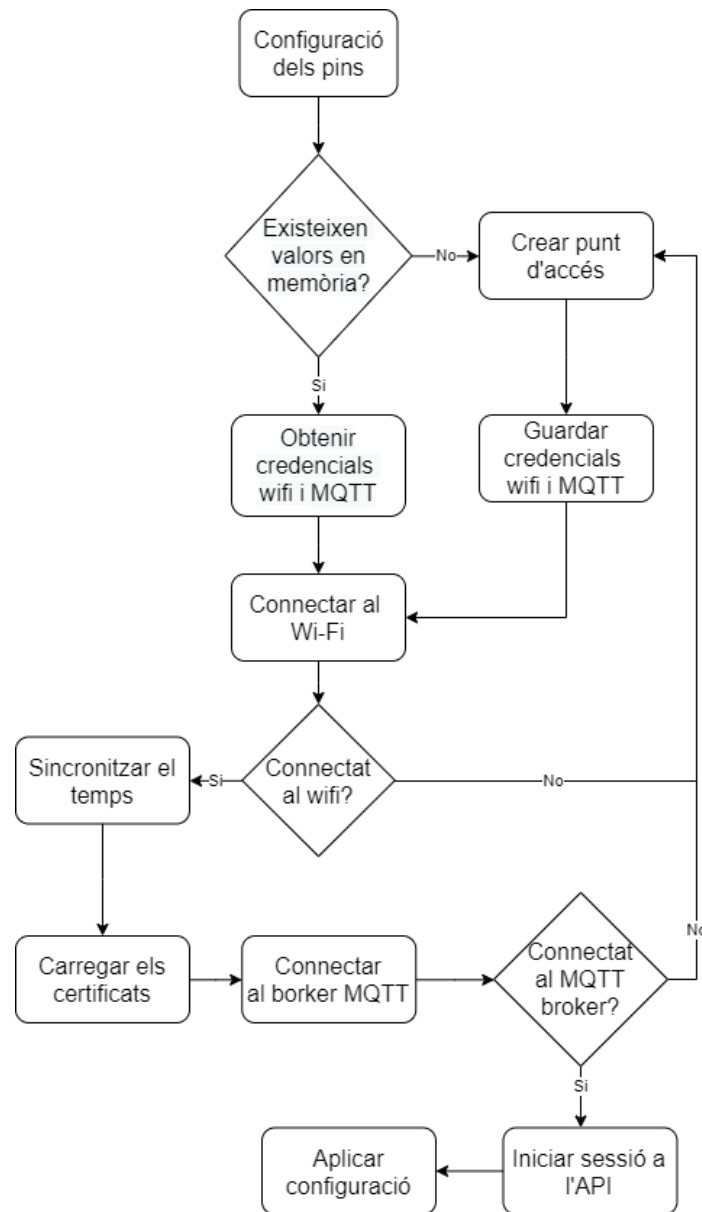 Configuració
dels pins
Existeixen
valors en
memòria?
No
Crear punt
d'accés
Si
Obtenir
credencials
wifi i MQTT
Guardar
credencials
wifi i MQTT
Connectar al
Wi-Fi
Sincronitzar el
temps
Si
Connectat
al wifi?
No
Carregar els
certificats
Connectar
al borker MQTT
Connectat
al MQTT
broker?
No
Si
Aplicar
configuració
Iniciar sessió a
l'API